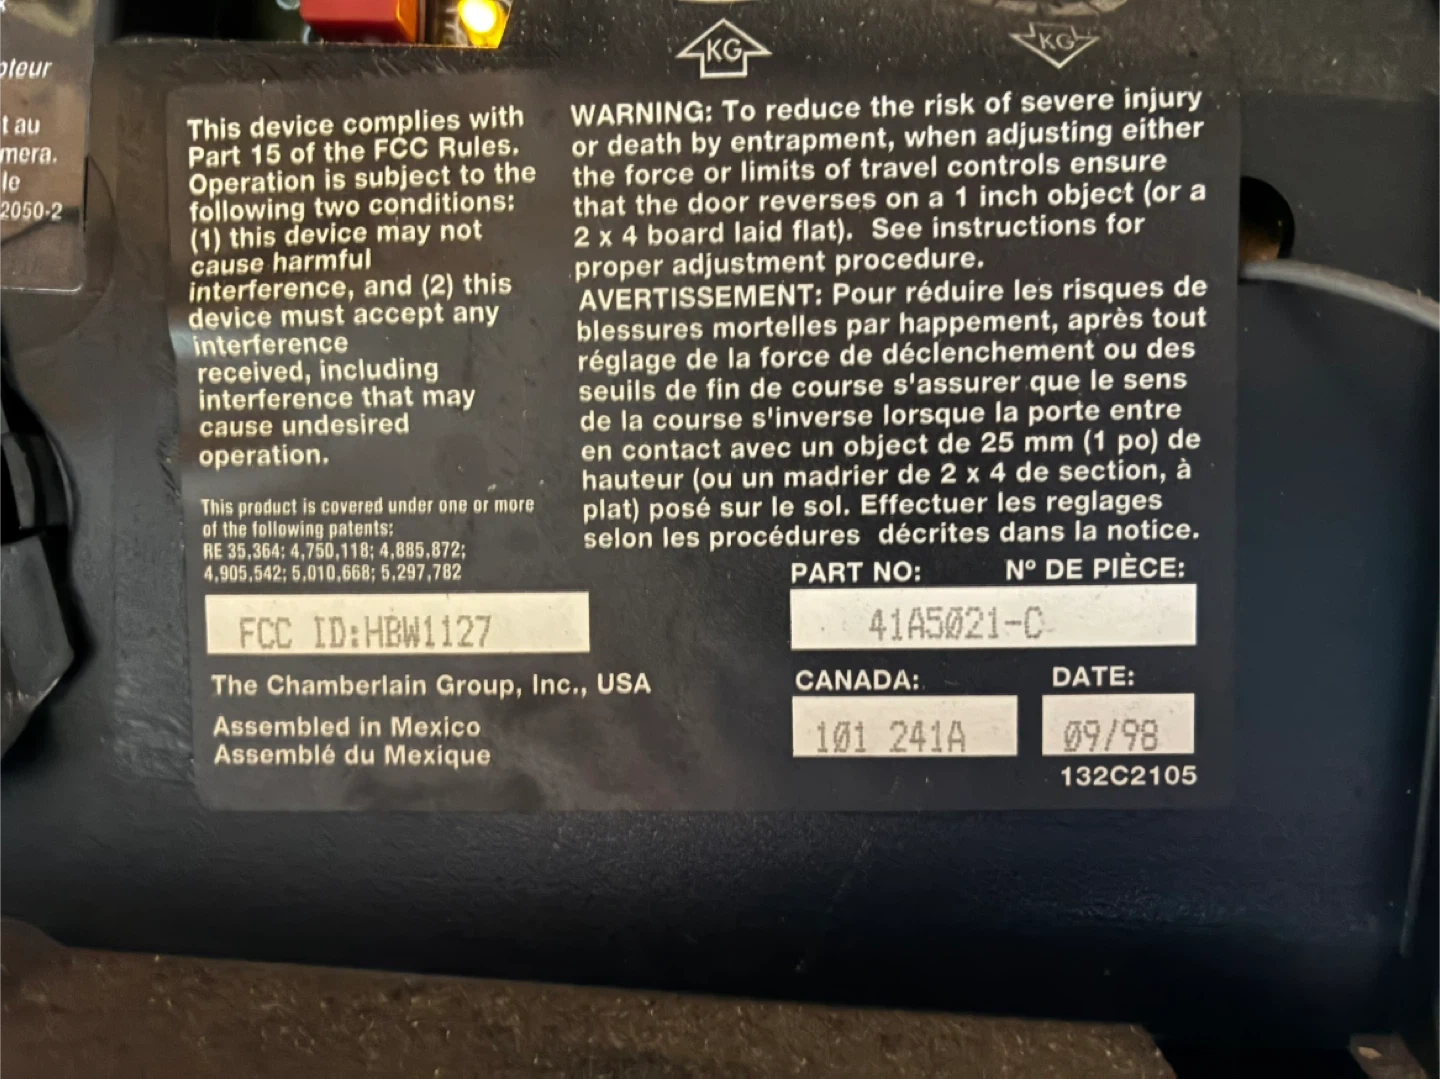 oteur
t au
mera.
le
2050-2
KG
KG
This device complies with
Part 15 of the FCC Rules.
Operation is subject to the
following two conditions:
(1) this device may not
cause harmful
interference, and (2) this
device must accept any
interference
received, including
interference that may
cause undesired
operation.
This product is covered under one or more
of the following patents:
RE 35,364; 4,750,118; 4,885,872;
4,905,542; 5,010,668; 5,297,782
FCC ID:HBW1127
The Chamberlain Group, Inc., USA
Assembled in Mexico
Assemblé du Mexique
WARNING: To reduce the risk of severe injury
or death by entrapment, when adjusting either
the force or limits of travel controls ensure
that the door reverses on a 1 inch object (or a
2 x 4 board laid flat). See instructions for
proper adjustment procedure.
AVERTISSEMENT: Pour réduire les risques de
blessures mortelles par happement, après tout
réglage de la force de déclenchement ou des
seuils de fin de course s'assurer que le sens
de la course s'inverse lorsque la porte entre
en contact avec un object de 25 mm (1 po) de
hauteur (ou un madrier de 2 x 4 de section, à
plat) posé sur le sol. Effectuer les reglages
selon les procédures décrites dans la notice.
PART NO: Nº DE PIÈCE:
41A5021-C
CANADA: DATE:
101 241A 09/98
132C2105